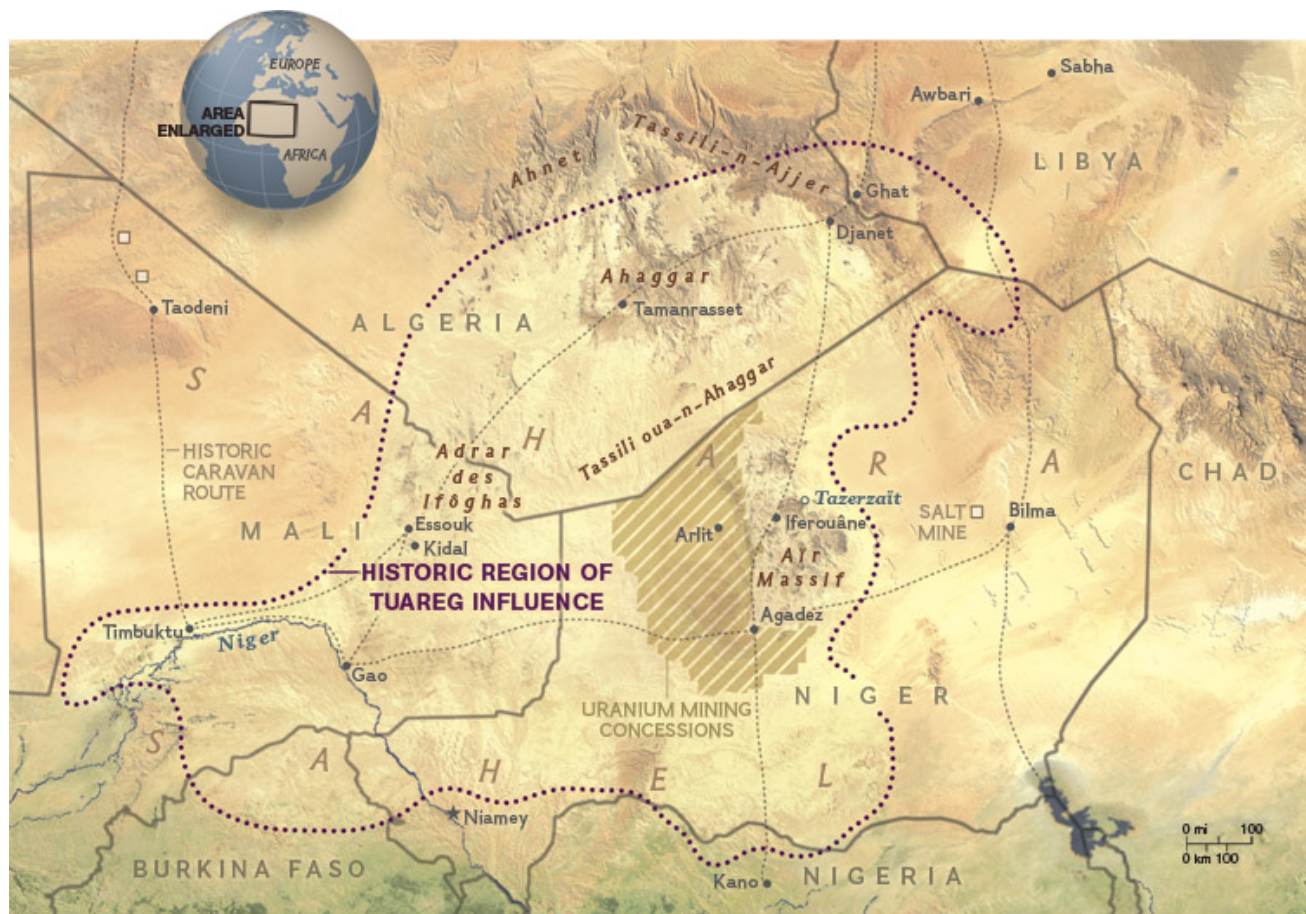 EUROPE
AREA
ENLARGED
AFRICA
Sabha
Awbari
Tassili-n-Ajjer
Ahnet
LIBYA
Ghat
Djanet
Ahaggar
Tamanrasset
Taodeni
ALGERIA
SAHARA
Tassili oua-n-Ahaggar
HISTORIC
CARAVAN
ROUTE
Adrar
des
Ifôghas
CHAD
Tazerzaït
MALI
Essouk
Kidal
Arlit
Iferouâne
SALT
MINE
Bilma
Aïr
Massif
HISTORIC REGION OF
TUAREG INFLUENCE
Agadez
Timbuktu
Niger
Gao
NIGER
URANIUM MINING
CONCESSIONS
SAHEL
Niamey
BURKINA FASO
Kano
NIGERIA
0 mi 100
0 km 100